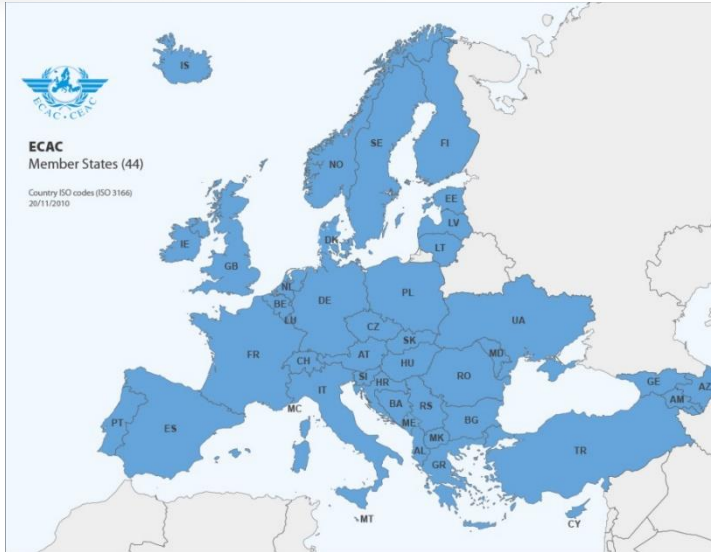 IS
ECAC • CEAC
ECAC
Member States (44)
Country ISO codes (ISO 3166)
20/11/2010
NO
SE
FI
EE
LV
LT
DK
IE
GB
NL
BE
LU
DE
PL
CZ
SK
UA
MD
FR
CH
AT
HU
RO
SI
HR
IT
BA
RS
MC
ME
BG
MK
AL
GR
PT
ES
GE
AM
AZ
TR
MT
CY